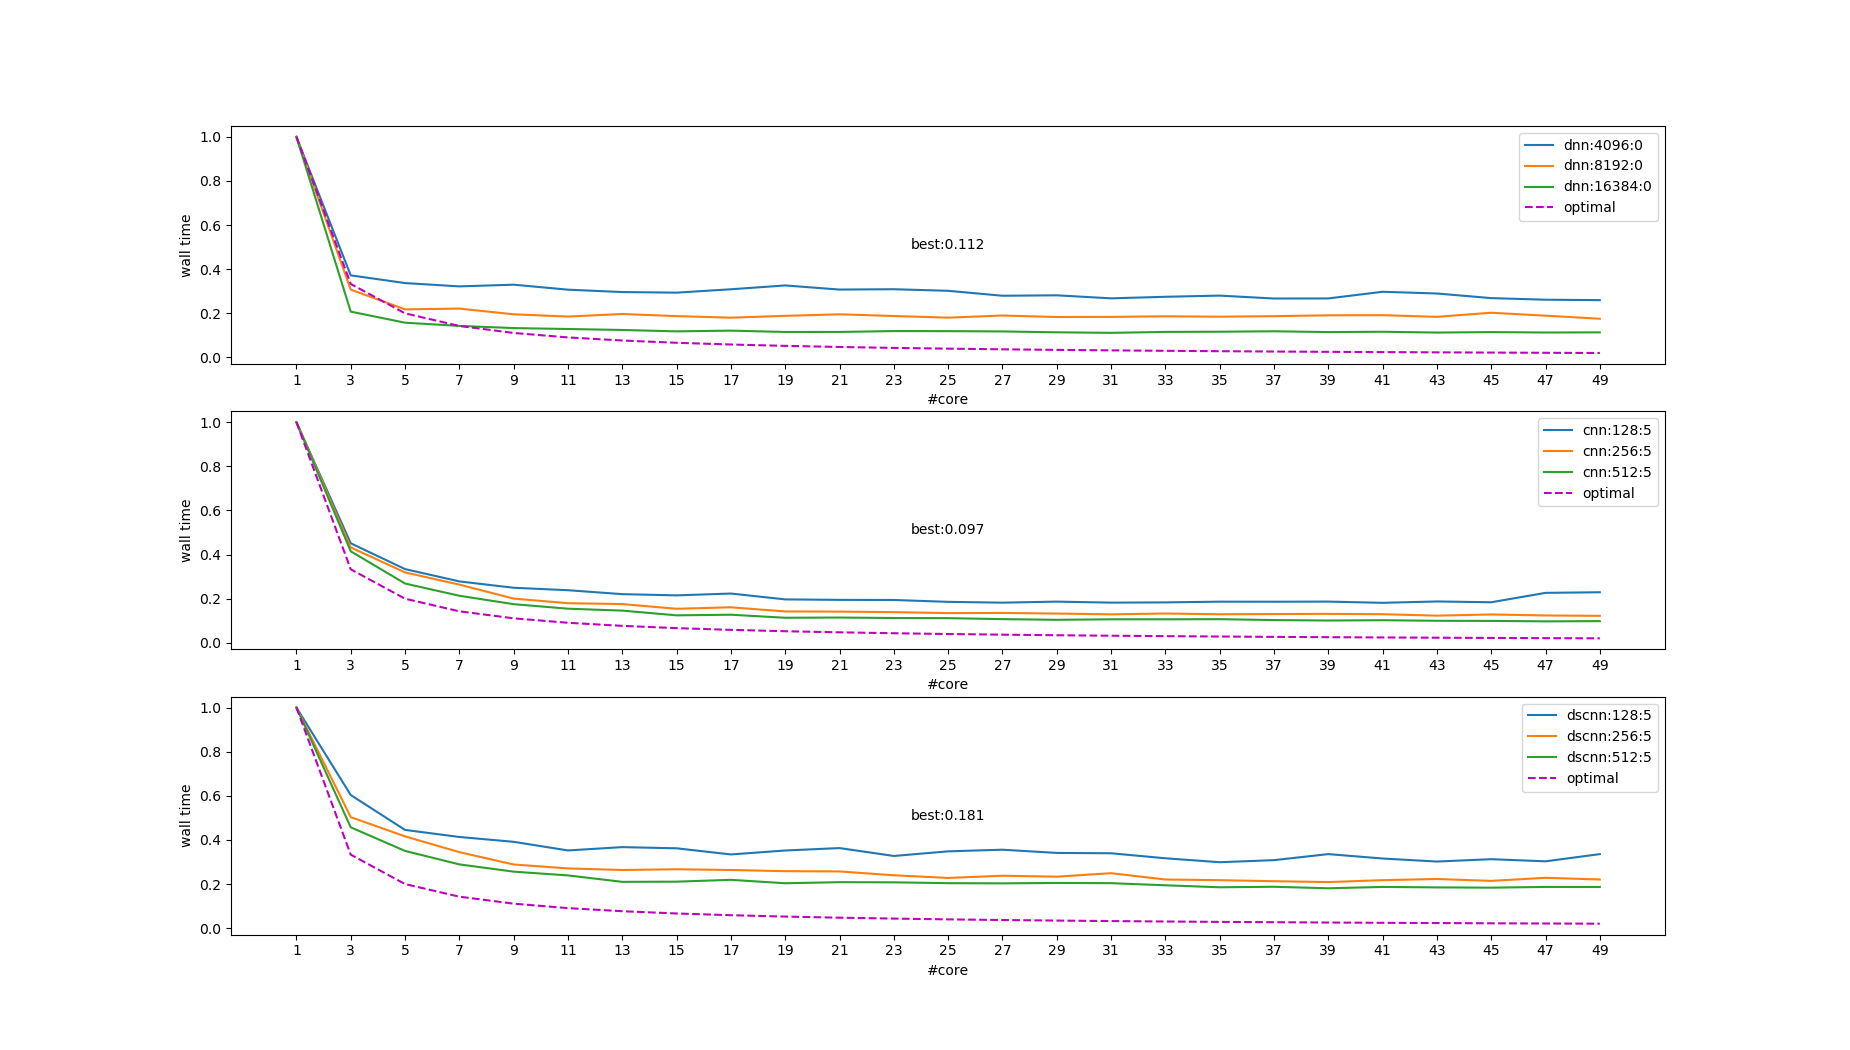 1.0
0.8
0.6
0.4
0.2
0.0
wall time
dnn:4096:0
dnn:8192:0
dnn:16384:0
optimal
best:0.112
1 3 5 7 9 11 13 15 17 19 21 23 25 27 29 31 33 35 37 39 41 43 45 47 49
#core
1.0
0.8
0.6
0.4
0.2
0.0
wall time
cnn:128:5
cnn:256:5
cnn:512:5
optimal
best:0.097
1 3 5 7 9 11 13 15 17 19 21 23 25 27 29 31 33 35 37 39 41 43 45 47 49
#core
1.0
0.8
0.6
0.4
0.2
0.0
wall time
dscnn:128:5
dscnn:256:5
dscnn:512:5
optimal
best:0.181
1 3 5 7 9 11 13 15 17 19 21 23 25 27 29 31 33 35 37 39 41 43 45 47 49
#core